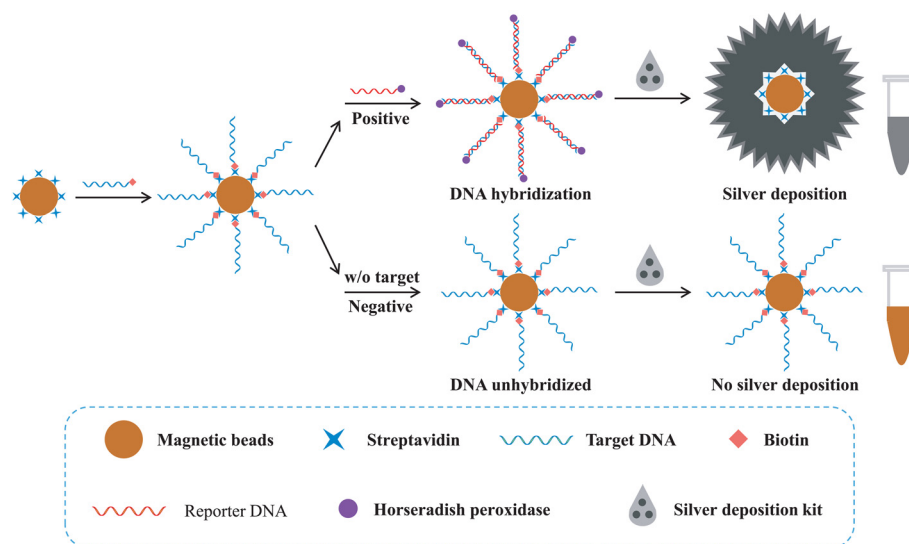 Positive
DNA hybridization
Silver deposition
w/o target
Negative
DNA unhybridized
No silver deposition
Magnetic beads
Streptavidin
Target DNA
Biotin
Reporter DNA
Horseradish peroxidase
Silver deposition kit